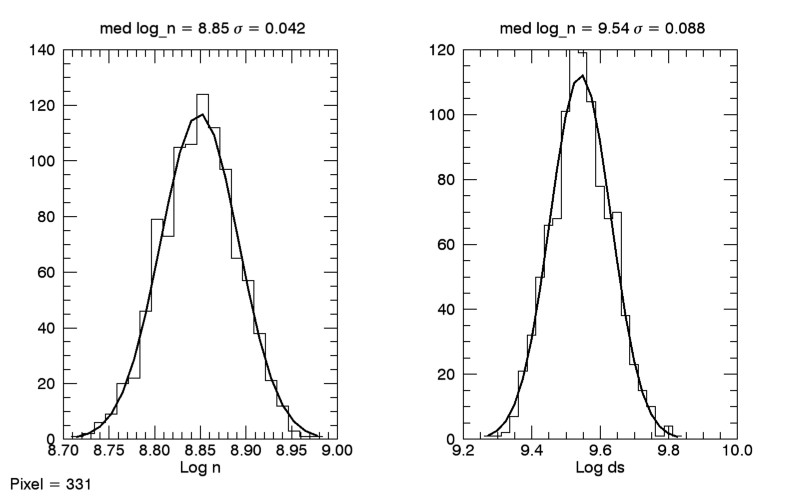 med log_n = 8.85 σ = 0.042
140
120
100
80
60
40
20
0
8.70 8.75 8.80 8.85 8.90 8.95 9.00
Log n
med log_n = 9.54 σ = 0.088
120
100
80
60
40
20
0
9.2 9.4 9.6 9.8 10.0
Log ds
Pixel = 331